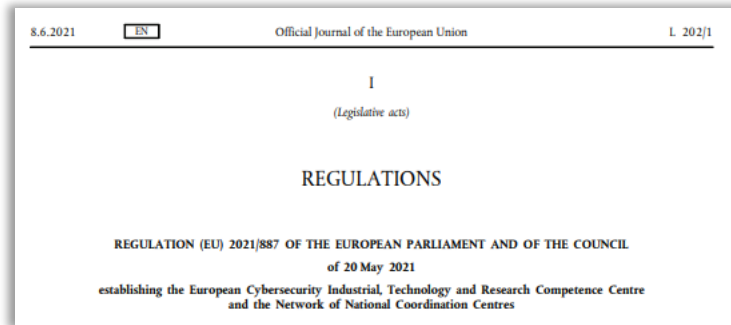 8.6.2021 EN Official Journal of the European Union L 202/1
I
(Legislative acts)
REGULATIONS
REGULATION (EU) 2021/887 OF THE EUROPEAN PARLIAMENT AND OF THE COUNCIL
of 20 May 2021
establishing the European Cybersecurity Industrial, Technology and Research Competence Centre
and the Network of National Coordination Centres